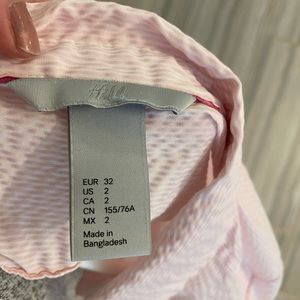 H&M
EUR 32
US 2
CA 2
CN 155/76A
MX 2
Made in
Bangladesh